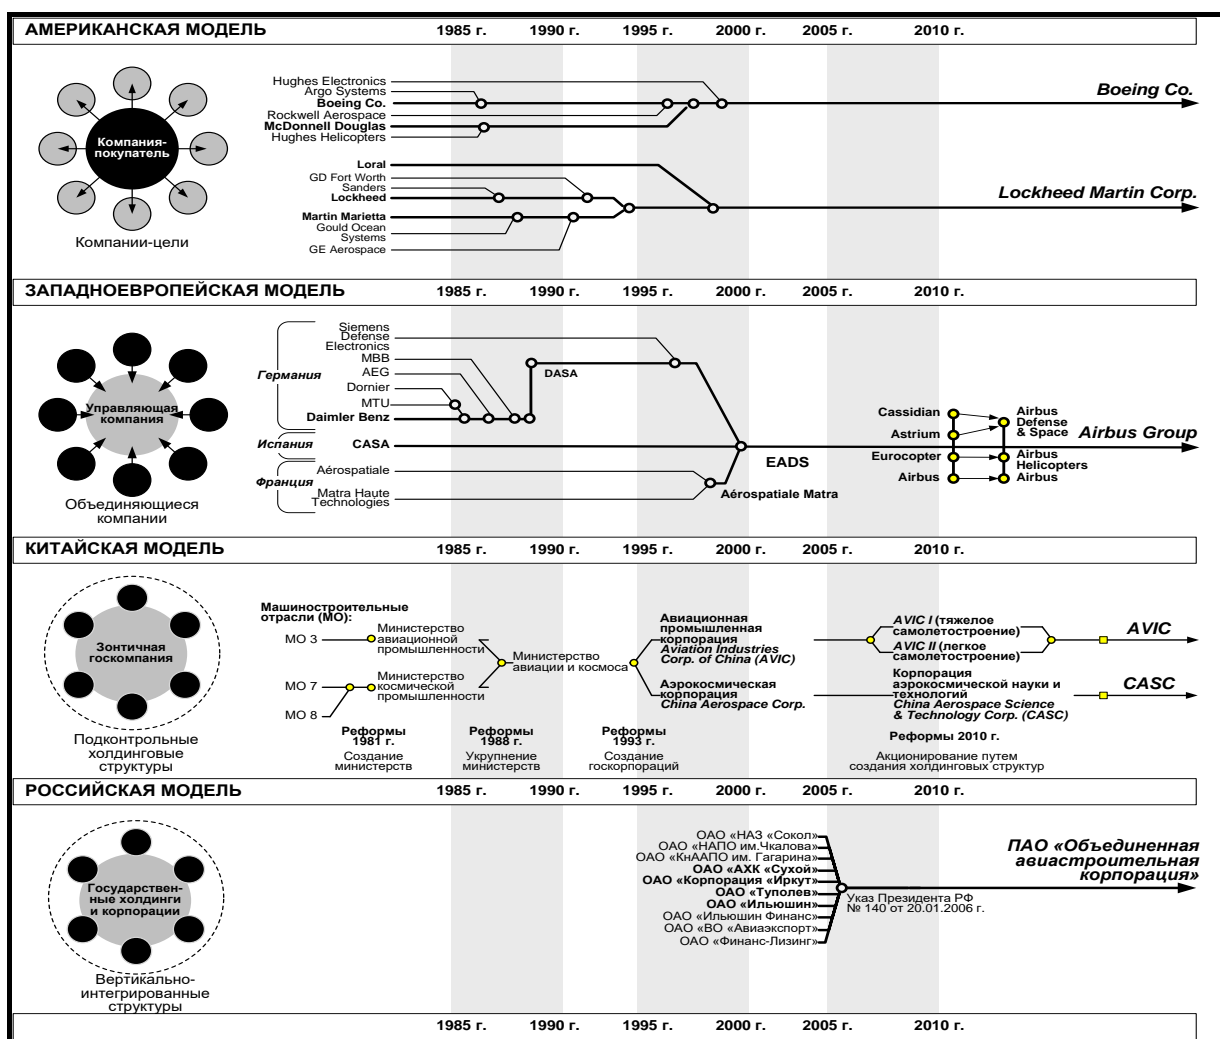 АМЕРИКАНСКАЯ МОДЕЛЬ 1985 г. 1990 г. 1995 г. 2000 г. 2005 г. 2010 г.
Компания-
покупатель
Компании-цели
Hughes Electronics
Argo Systems
Boeing Co.
Rockwell Aerospace
McDonnell Douglas
Hughes Helicopters
Boeing Co.
Loral
GD Fort Worth
Sanders
Lockheed
Martin Marietta
Gould Ocean
Systems
GE Aerospace
Lockheed Martin Corp.
ЗАПАДНОЕВРОПЕЙСКАЯ МОДЕЛЬ 1985 г. 1990 г. 1995 г. 2000 г. 2005 г. 2010 г.
Управляющая
компания
Объединяющиеся
компании
Германия
Siemens
Defense
Electronics
MBB
AEG
Dornier
MTU
Daimler Benz
DASA
Испания
CASA
Франция
Aérospatiale
Matra Haute
Technologies
EADS
Aérospatiale Matra
Cassidian
Astrium
Eurocopter
Airbus
Airbus
Defense
& Space
Airbus
Helicopters
Airbus
Airbus Group
КИТАЙСКАЯ МОДЕЛЬ 1985 г. 1990 г. 1995 г. 2000 г. 2005 г. 2010 г.
Зонтичная
госкомпания
Подконтрольные
холдинговые
структуры
Машиностроительные
отрасли (МО):
МО 3
МО 7
МО 8
Министерство
авиационной
промышленности
Министерство
космической
промышленности
Министерство
авиации и космоса
Авиационная
промышленная
корпорация
Aviation Industries
Corp. of China (AVIC)
Аэрокосмическая
корпорация
China Aerospace Corp.
AVIC I (тяжелое
самолетостроение)
AVIC II (легкое
самолетостроение)
Корпорация
аэрокосмической науки и
технологий
China Aerospace Science
& Technology Corp. (CASC)
AVIC
CASC
Реформы
1981 г.
Создание
министерств
Реформы
1988 г.
Укрупнение
министерств
Реформы
1993 г.
Создание
госкорпораций
Реформы 2010 г.
Акционирование путем
создания холдинговых структур
РОССИЙСКАЯ МОДЕЛЬ 1985 г. 1990 г. 1995 г. 2000 г. 2005 г. 2010 г.
Государствен-
ные холдинги
и корпорации
Вертикально-
интегрированные
структуры
ОАО «НАЗ «Сокол»
ОАО «НАПО им.Чкалова»
ОАО «КнААПО им. Гагарина»
ОАО «АХК «Сухой»
ОАО «Корпорация «Иркут»
ОАО «Туполев»
ОАО «Ильюшин»
ОАО «Ильюшин Финанс»
ОАО «ВО «Авиаэкспорт»
ОАО «Финанс-Лизинг»
Указ Президента РФ
№ 140 от 20.01.2006 г.
ПАО «Объединенная
авиастроительная
корпорация»
1985 г. 1990 г. 1995 г. 2000 г. 2005 г. 2010 г.